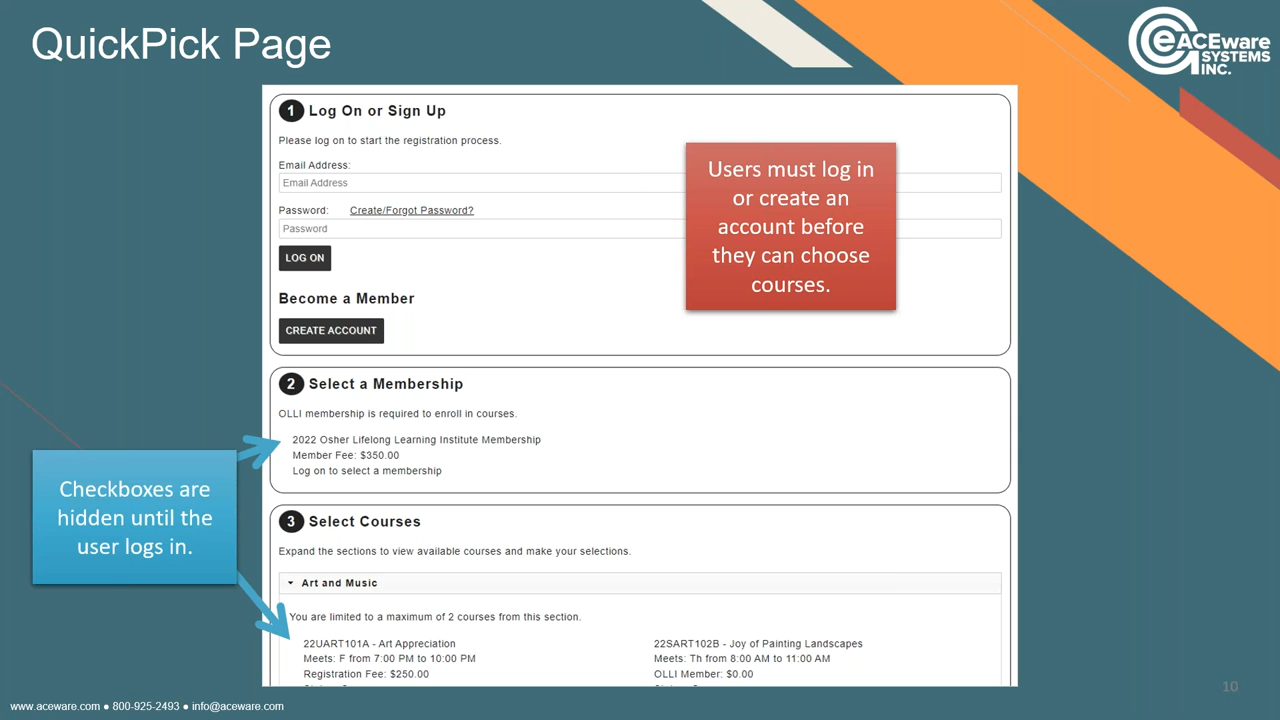 QuickPick Page
eACEware
SYSTEMS
INC.
1 Log On or Sign Up
Please log on to start the registration process.
Email Address:
Email Address
Password: Create/Forgot Password?
Password
LOG ON
Become a Member
CREATE ACCOUNT
Users must log in
or create an
account before
they can choose
courses.
2 Select a Membership
OLLI membership is required to enroll in courses.
2022 Osher Lifelong Learning Institute Membership
Member Fee: $350.00
Log on to select a membership
Checkboxes are
hidden until the
user logs in.
3 Select Courses
Expand the sections to view available courses and make your selections.
Art and Music
You are limited to a maximum of 2 courses from this section.
22UART101A - Art Appreciation
Meets: F from 7:00 PM to 10:00 PM
Registration Fee: $250.00
22SART102B - Joy of Painting Landscapes
Meets: Th from 8:00 AM to 11:00 AM
OLLI Member: $0.00
10
www.aceware.com ● 800-925-2493 ● info@aceware.com